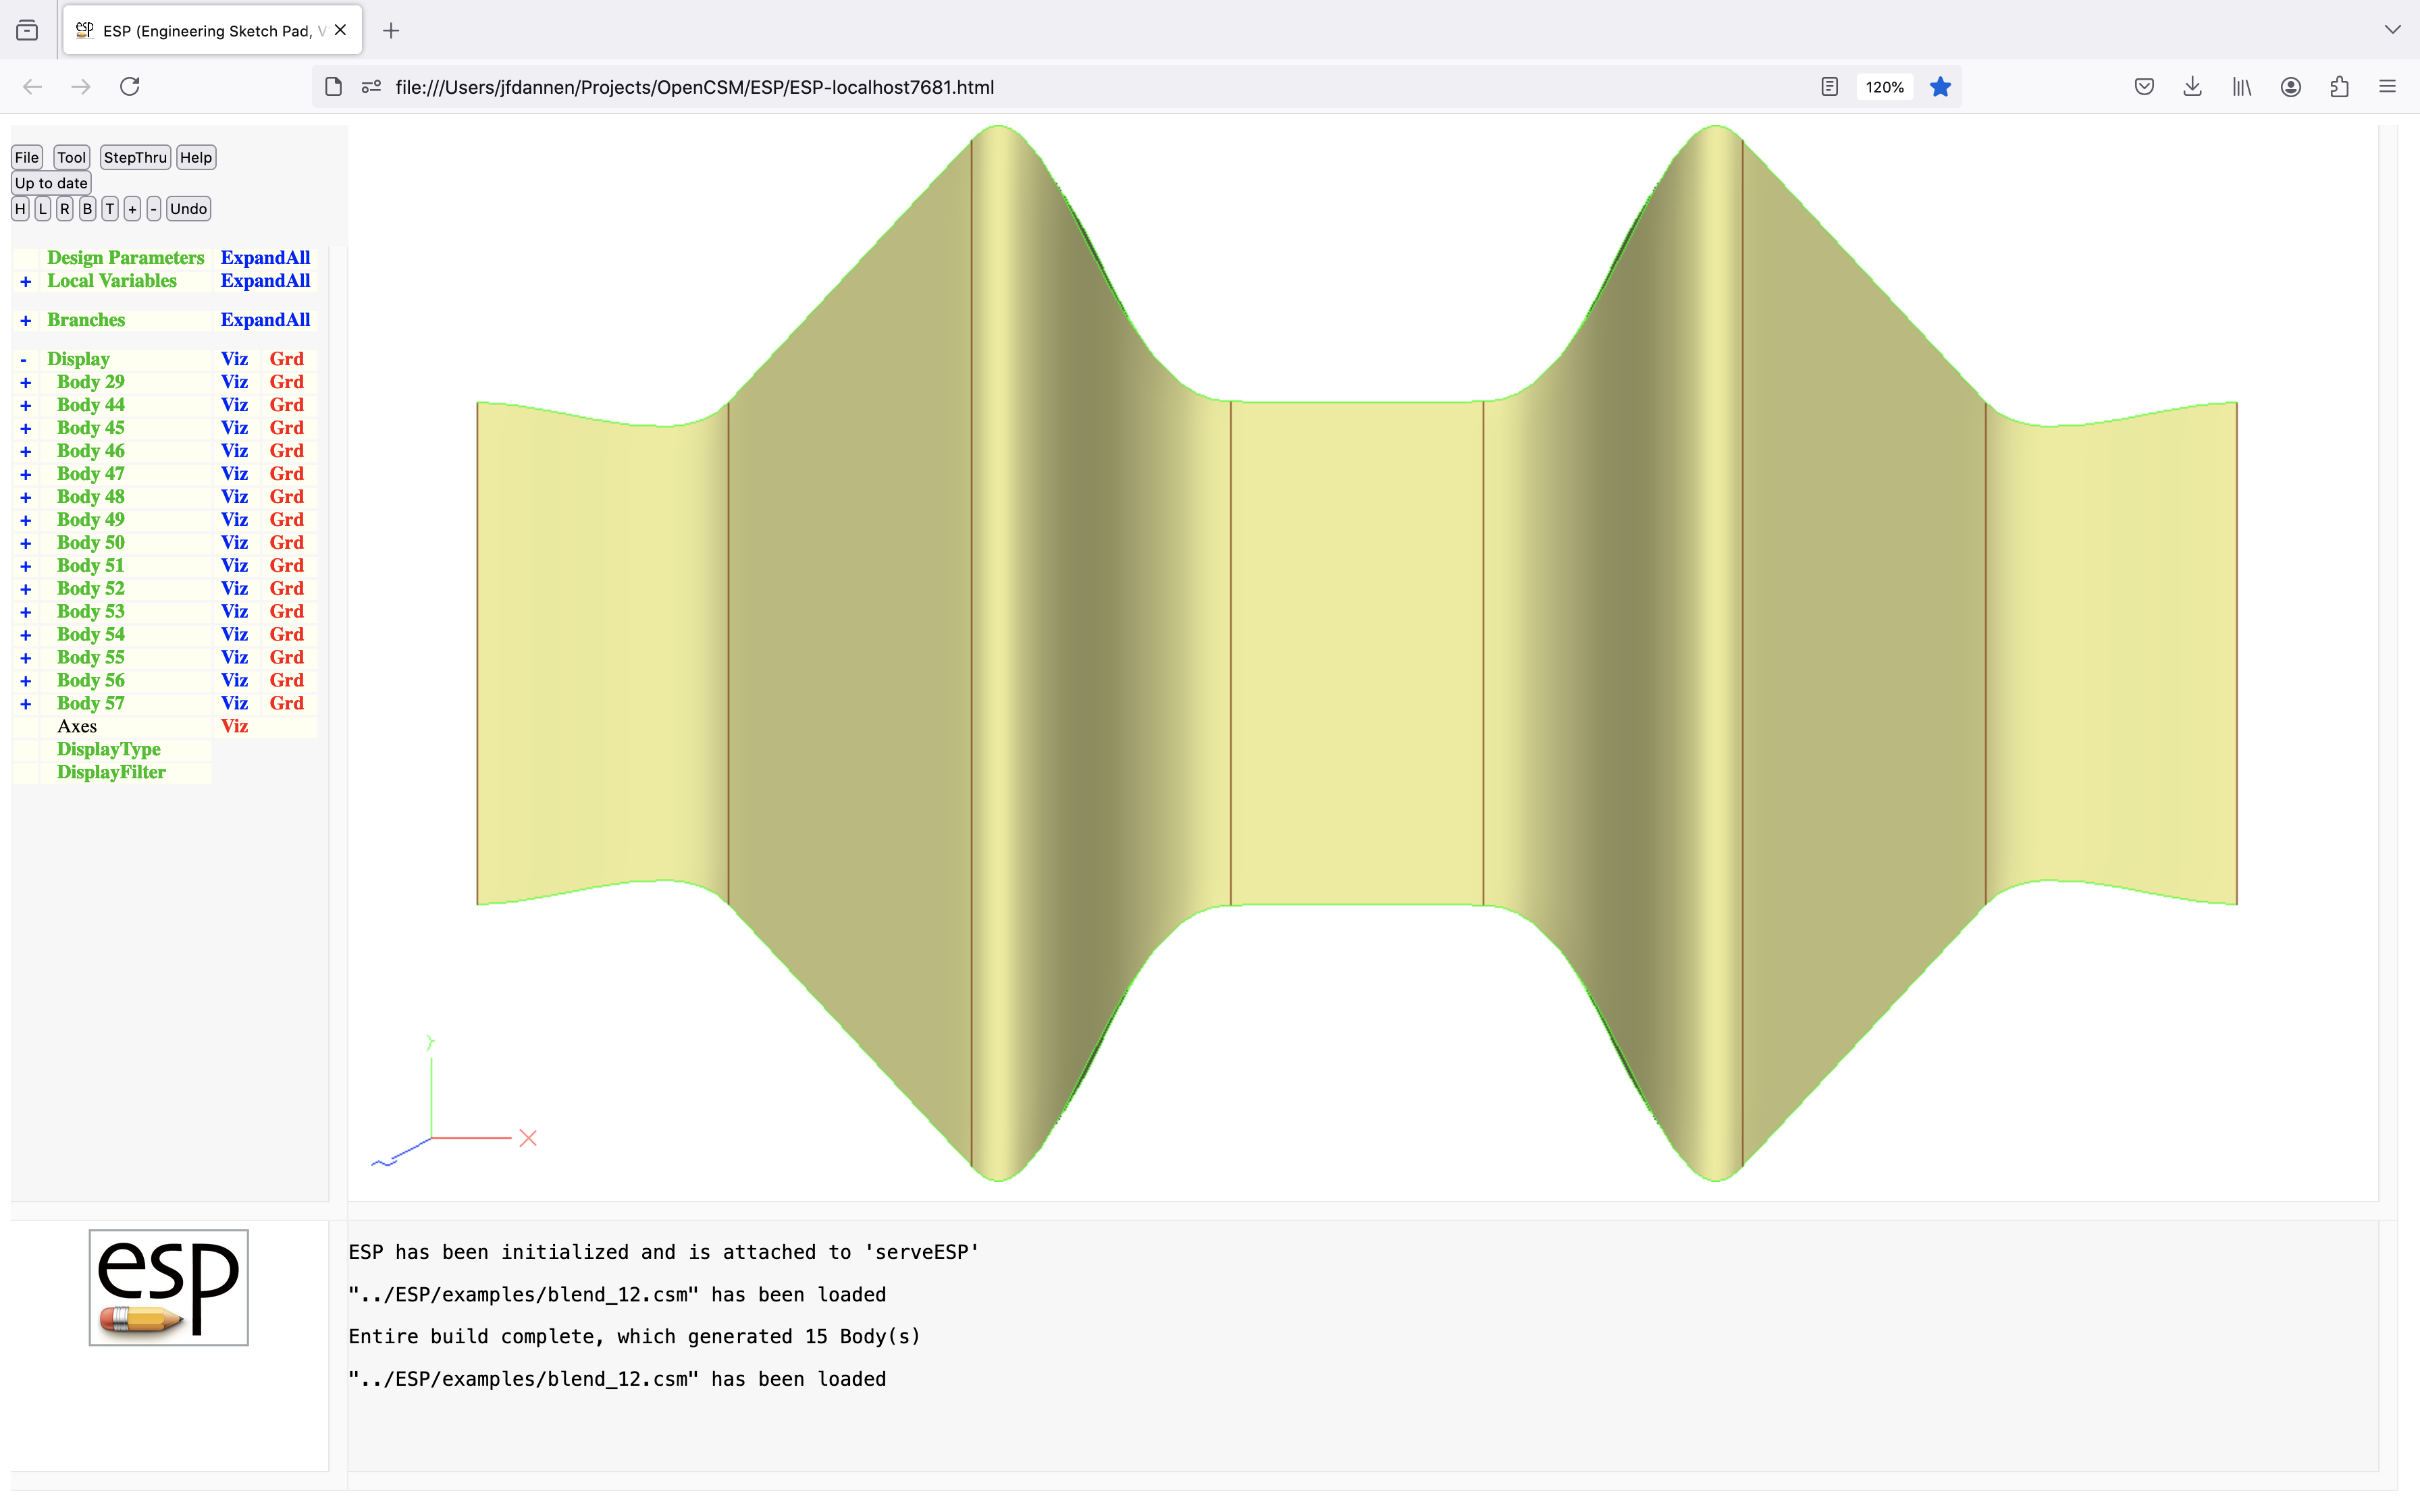 esp ESP (Engineering Sketch Pad, V
file:///Users/jfdannen/Projects/OpenCSM/ESP/ESP-localhost7681.html 120%
File Tool StepThru Help
Up to date
H L R B T + - Undo
Design Parameters ExpandAll
+ Local Variables ExpandAll
+ Branches ExpandAll
- Display Viz Grd
+ Body 29 Viz Grd
+ Body 44 Viz Grd
+ Body 45 Viz Grd
+ Body 46 Viz Grd
+ Body 47 Viz Grd
+ Body 48 Viz Grd
+ Body 49 Viz Grd
+ Body 50 Viz Grd
+ Body 51 Viz Grd
+ Body 52 Viz Grd
+ Body 53 Viz Grd
+ Body 54 Viz Grd
+ Body 55 Viz Grd
+ Body 56 Viz Grd
+ Body 57 Viz Grd
Axes Viz
DisplayType
DisplayFilter
Y
X
Z
esp
ESP has been initialized and is attached to 'serveESP'
"../ESP/examples/blend_12.csm" has been loaded
Entire build complete, which generated 15 Body(s)
"../ESP/examples/blend_12.csm" has been loaded